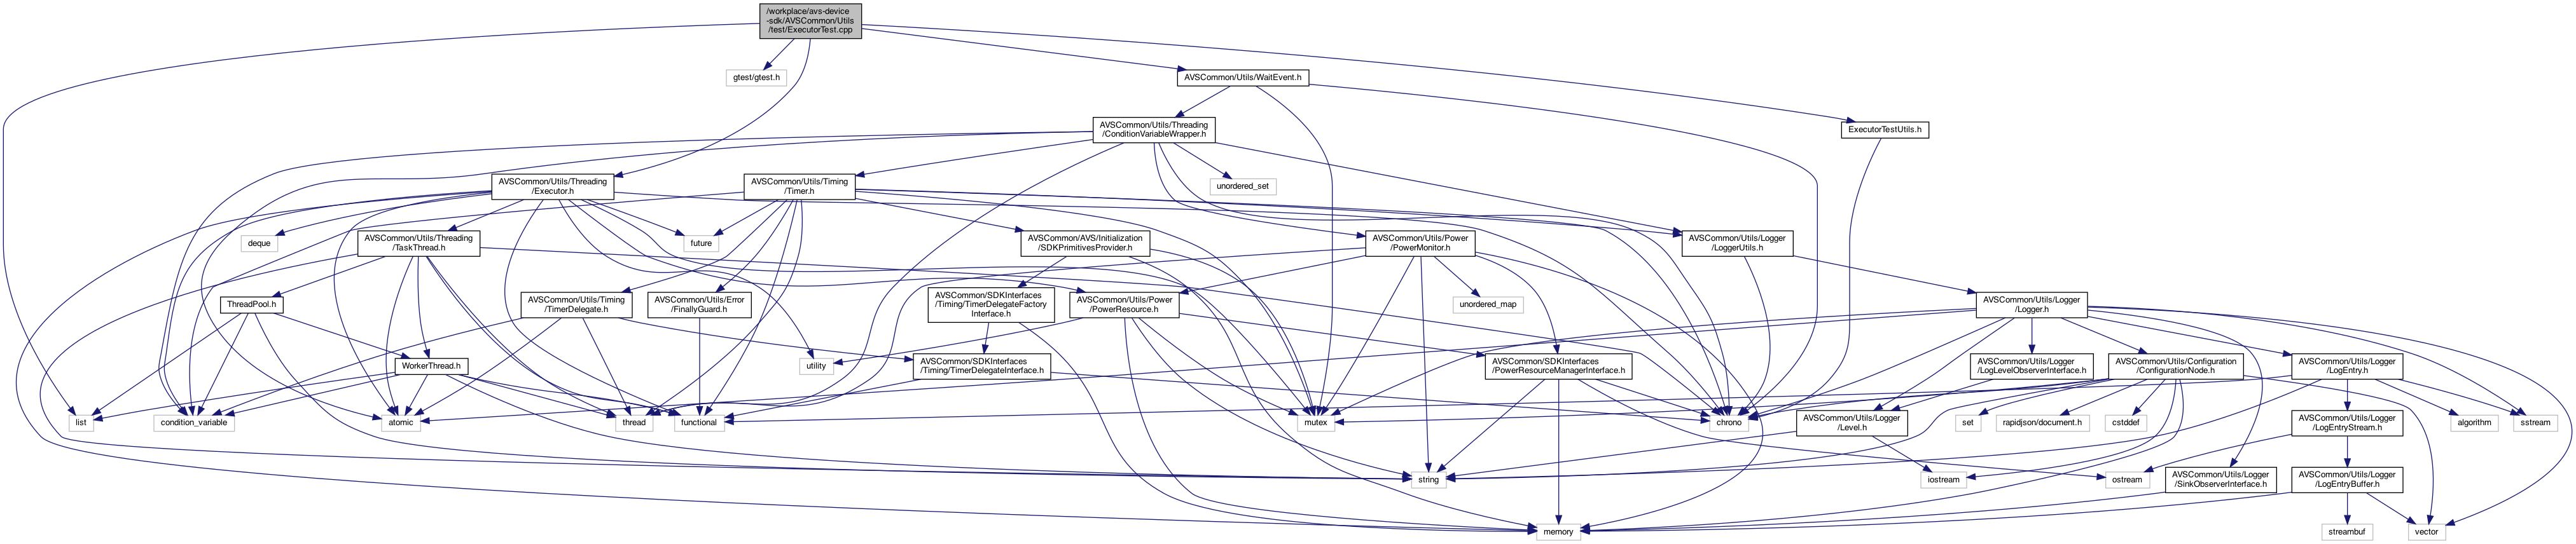 /workplace/avs-device
-sdk/AVSCommon/Utils
/test/ExecutorTest.cpp
gtest/gtest.h
AVSCommon/Utils/WaitEvent.h
AVSCommon/Utils/Threading
/ConditionVariableWrapper.h
ExecutorTestUtils.h
AVSCommon/Utils/Threading
/Executor.h
AVSCommon/Utils/Timing
/Timer.h
unordered_set
deque
AVSCommon/Utils/Threading
/TaskThread.h
future
AVSCommon/AVS/Initialization
/SDKPrimitivesProvider.h
AVSCommon/Utils/Power
/PowerMonitor.h
AVSCommon/Utils/Logger
/LoggerUtils.h
ThreadPool.h
AVSCommon/Utils/Timing
/TimerDelegate.h
AVSCommon/Utils/Error
/FinallyGuard.h
AVSCommon/SDKInterfaces
/Timing/TimerDelegateFactory
Interface.h
AVSCommon/Utils/Power
/PowerResource.h
unordered_map
AVSCommon/Utils/Logger
/Logger.h
WorkerThread.h
utility
AVSCommon/SDKInterfaces
/Timing/TimerDelegateInterface.h
AVSCommon/SDKInterfaces
/PowerResourceManagerInterface.h
AVSCommon/Utils/Logger
/LogLevelObserverInterface.h
AVSCommon/Utils/Configuration
/ConfigurationNode.h
AVSCommon/Utils/Logger
/LogEntry.h
list
condition_variable
atomic
thread
functional
mutex
chrono
AVSCommon/Utils/Logger
/Level.h
set
rapidjson/document.h
cstddef
AVSCommon/Utils/Logger
/LogEntryStream.h
algorithm
sstream
string
iostream
ostream
AVSCommon/Utils/Logger
/SinkObserverInterface.h
AVSCommon/Utils/Logger
/LogEntryBuffer.h
memory
streambuf
vector